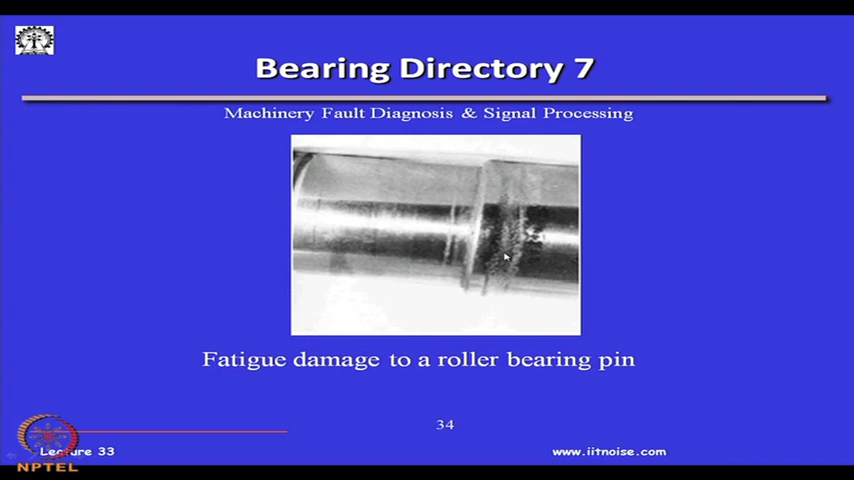 Bearing Directory 7
Machinery Fault Diagnosis & Signal Processing
Fatigue damage to a roller bearing pin
34
Lecture 33
www.iitnoise.com
NPTEL